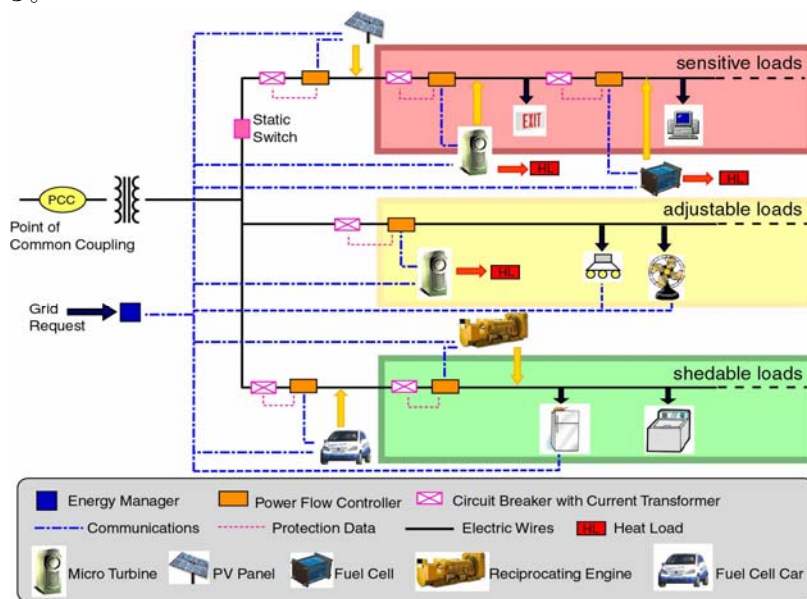 sensitive loads
Static
Switch
EXIT
HL
HL
PCC
Point of
Common Coupling
adjustable loads
HL
Grid
Request
shedable loads
Energy Manager
Power Flow Controller
Circuit Breaker with Current Transformer
Communications
Protection Data
Electric Wires
HL
Heat Load
Micro Turbine
PV Panel
Fuel Cell
Reciprocating Engine
Fuel Cell Car